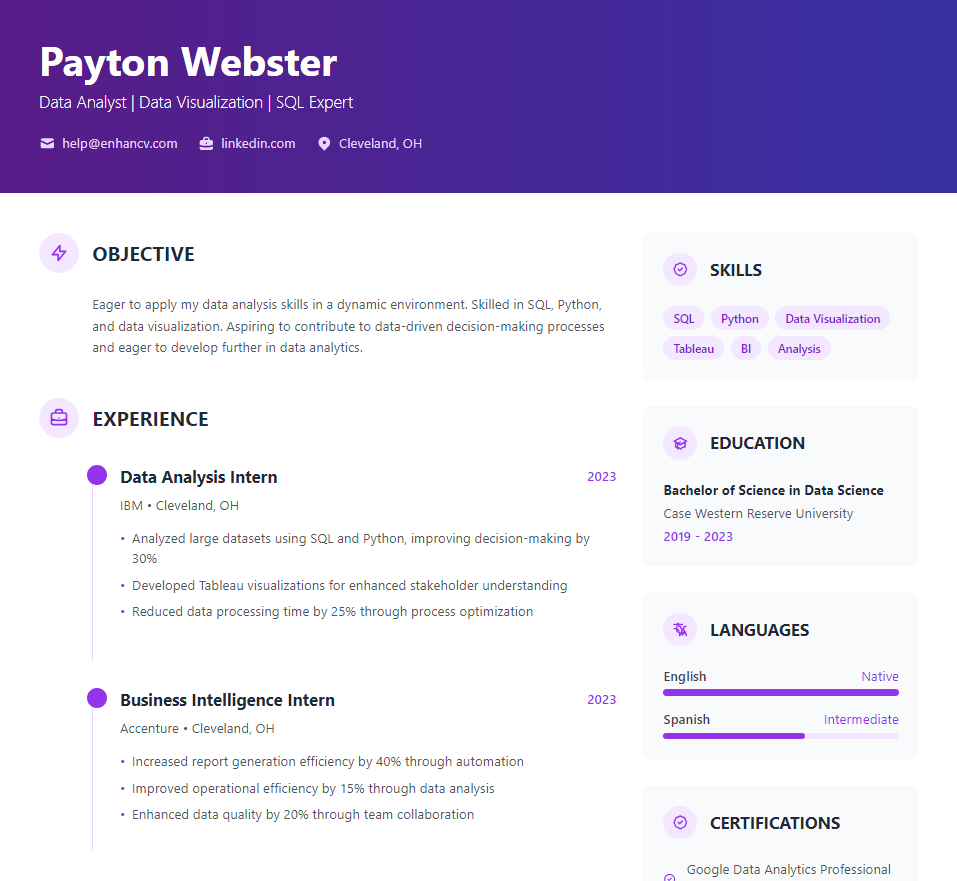 Payton Webster
Data Analyst | Data Visualization | SQL Expert
help@enhancv.com linkedin.com Cleveland, OH
OBJECTIVE
Eager to apply my data analysis skills in a dynamic environment. Skilled in SQL, Python,
and data visualization. Aspiring to contribute to data-driven decision-making processes
and eager to develop further in data analytics.
EXPERIENCE
Data Analysis Intern 2023
IBM • Cleveland, OH
• Analyzed large datasets using SQL and Python, improving decision-making by
30%
• Developed Tableau visualizations for enhanced stakeholder understanding
• Reduced data processing time by 25% through process optimization
Business Intelligence Intern 2023
Accenture • Cleveland, OH
• Increased report generation efficiency by 40% through automation
• Improved operational efficiency by 15% through data analysis
• Enhanced data quality by 20% through team collaboration
SKILLS
SQL Python Data Visualization
Tableau BI Analysis
EDUCATION
Bachelor of Science in Data Science
Case Western Reserve University
2019 - 2023
LANGUAGES
English Native
Spanish Intermediate
CERTIFICATIONS
Google Data Analytics Professional